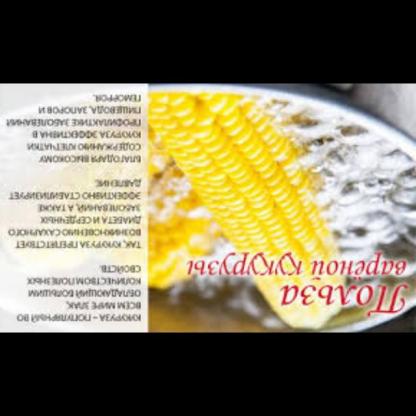 Польза
варёной кукурузы
КУКУРУЗА – ПОПУЛЯРНЫЙ ВО
ВСЕМ МИРЕ ЗЛАК,
ОБЛАДАЮЩИЙ БОЛЬШИМ
КОЛИЧЕСТВОМ ПОЛЕЗНЫХ
СВОЙСТВ.
ТАК, КУКУРУЗА ПРЕПЯТСТВУЕТ
ВОЗНИКНОВЕНИЮ САХАРНОГО
ДИАБЕТА И СЕРДЕЧНЫХ
ЗАБОЛЕВАНИЙ, А ТАКЖЕ
ЭФФЕКТИВНО СТАБИЛИЗИРУЕТ
ДАВЛЕНИЕ.
БЛАГОДАРЯ ВЫСОКОМУ
СОДЕРЖАНИЮ КЛЕТЧАТКИ
КУКУРУЗА ЭФФЕКТИВНА В
ПРОФИЛАКТИКЕ ЗАБОЛЕВАНИЙ
ПИЩЕВОДА, ЗАПОРОВ И
ГЕМОРРОЯ.